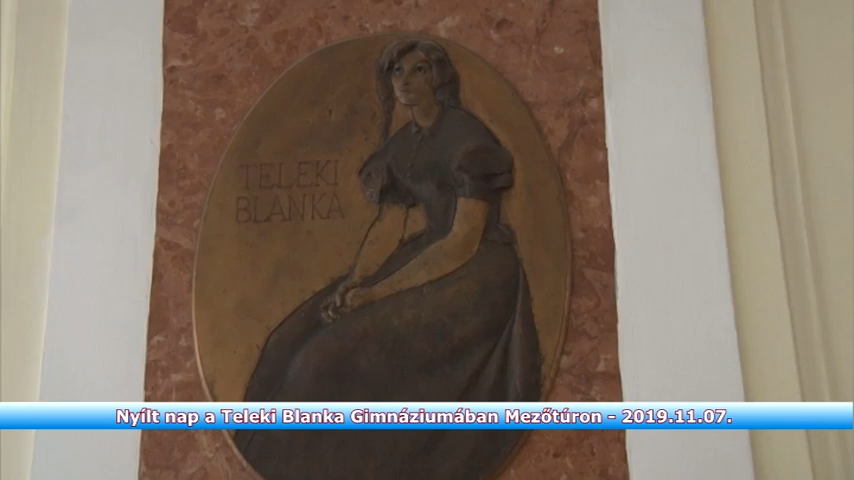 TELEKI
BLANKA
Nyílt nap a Teleki Blanka Gimnáziumában Mezőtúron - 2019.11.07.